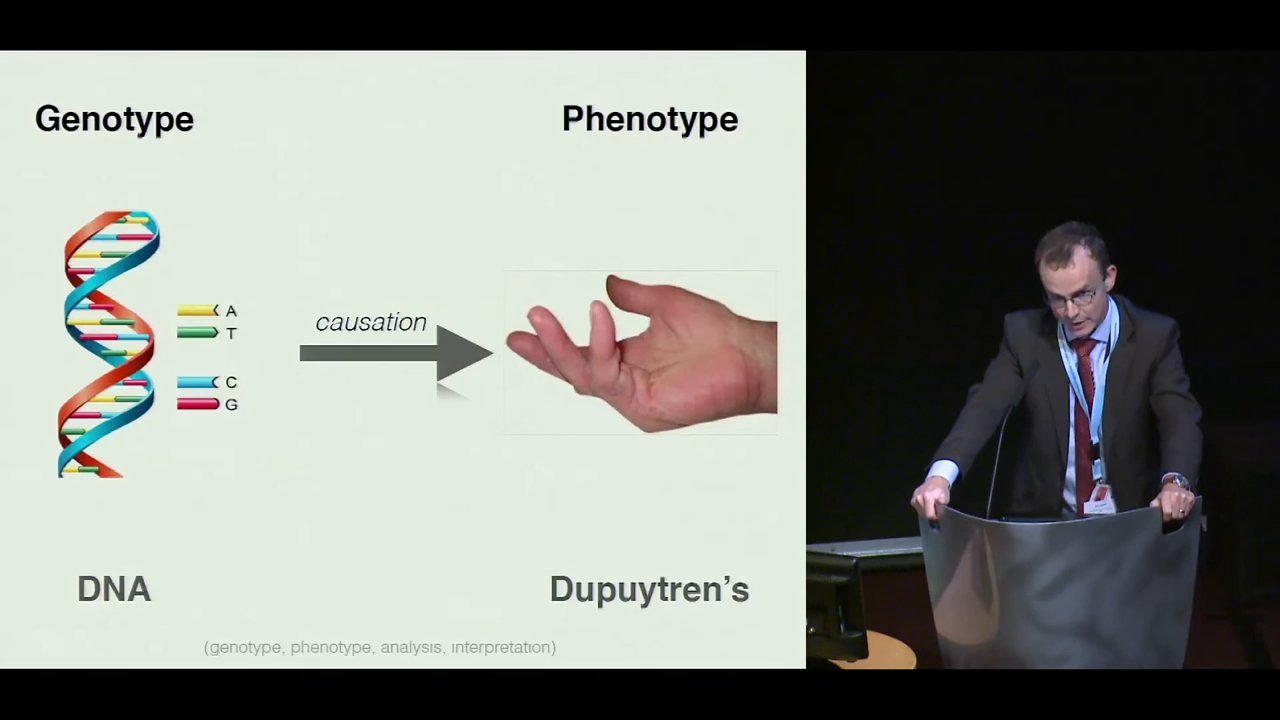 Genotype
Phenotype
A
T
causation
C
G
DNA
Dupuytren’s
(genotype, phenotype, analysis, interpretation)